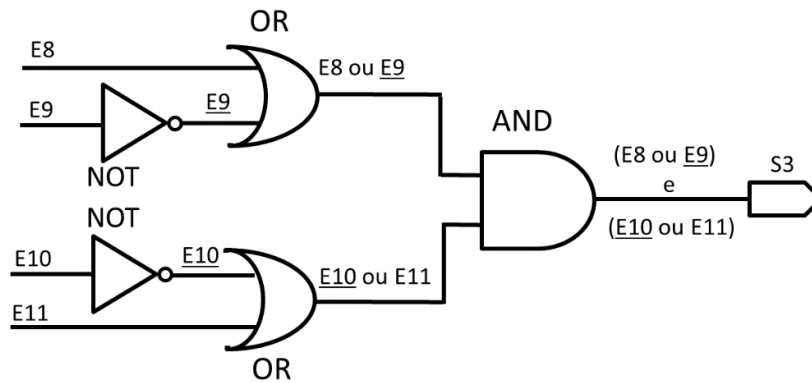 OR
E8
E8 ou E9
E9
E9
NOT
AND
(E8 ou E9)
e
(E10 ou E11)
S3
NOT
E10
E10
E10 ou E11
E11
OR